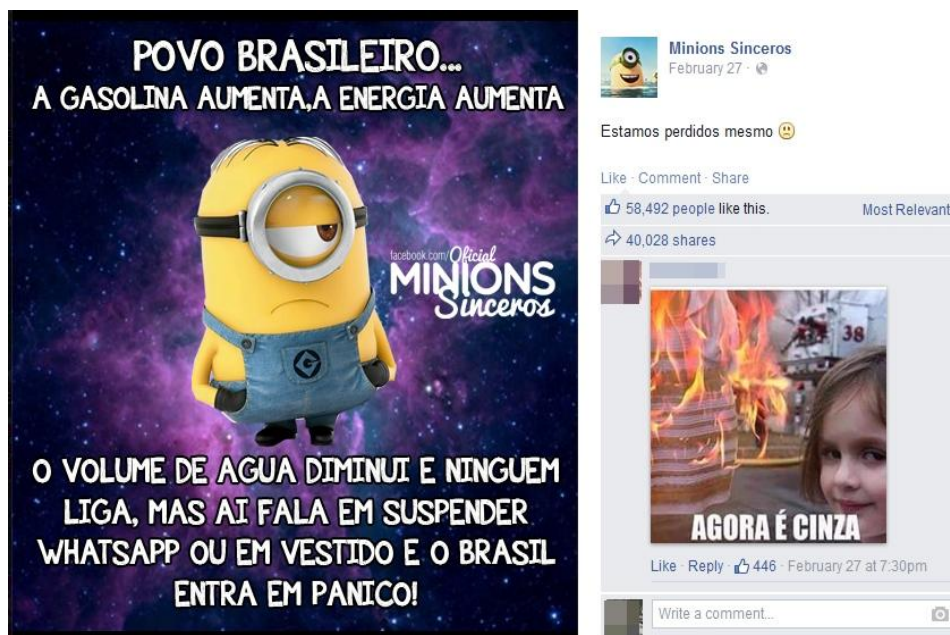 POVO BRASILEIRO...
A GASOLINA AUMENTA,A ENERGIA AUMENTA
facebook.com/Oficial
MINIONS
Sinceros
O VOLUME DE AGUA DIMINUI E NINGUEM
LIGA, MAS AI FALA EM SUSPENDER
WHATSAPP OU EM VESTIDO E O BRASIL
ENTRA EM PANICO!
Minions Sinceros
February 27 ·
Estamos perdidos mesmo
Like · Comment · Share
58,492 people like this.
Most Relevant
40,028 shares
38
AGORA É CINZA
Like · Reply · 446 · February 27 at 7:30pm
Write a comment...